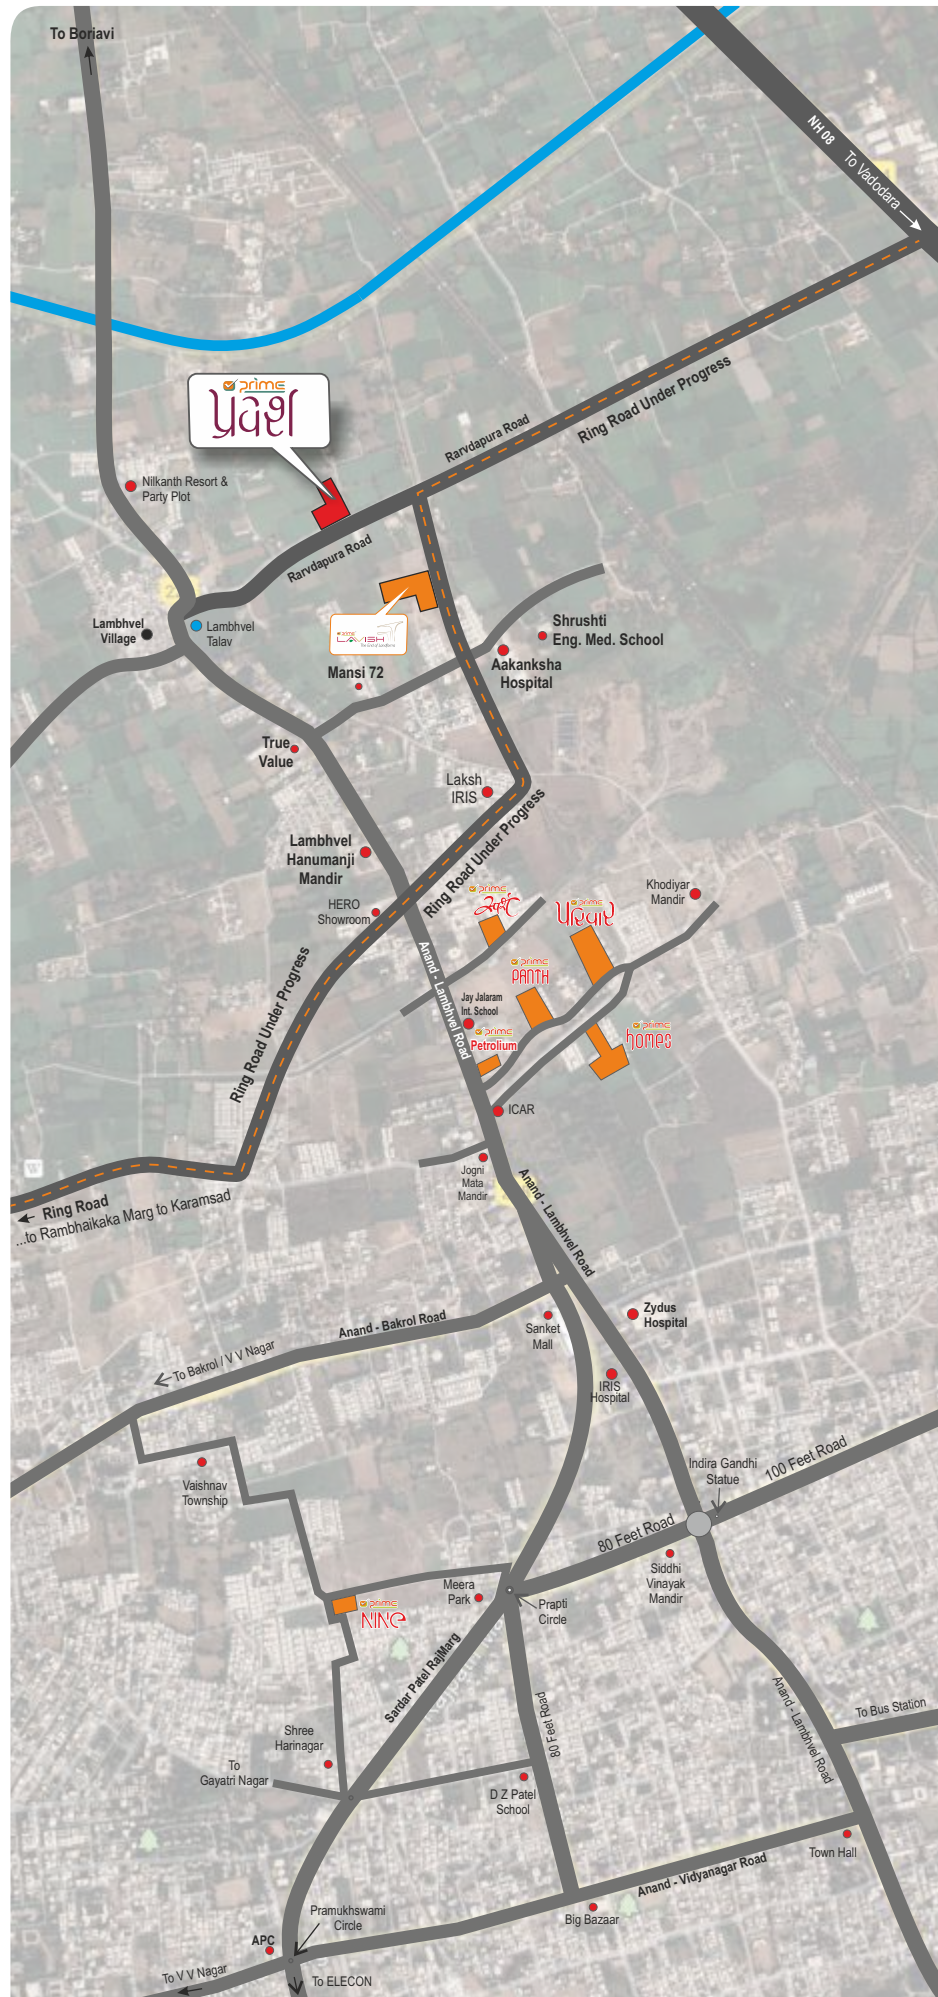 To Boriavi
NH 08
To Vadodara
prime
प्रवेश
Ring Road Under Progress
Rarvdapura Road
Nilkanth Resort &
Party Plot
Rarvdapura Road
Lambhvel
Village
Lambhvel
Talav
prime
LAVISH
Shrushti
Eng. Med. School
Aakanksha
Hospital
Mansi 72
True
Value
Laksh
IRIS
Ring Road Under Progress
Lambhvel
Hanumanji
Mandir
HERO
Showroom
Khodiyar
Mandir
prime
prime
prime
PANTH
Anand - Lambhvel Road
Ring Road Under Progress
Jay Jalaram
Int. School
prime
Petrolium
prime
homes
ICAR
Jogni
Mata
Mandir
Ring Road
...to Rambhaikaka Marg to Karamsad
Anand - Lambhvel Road
Zydus
Hospital
Sanket
Mall
Anand - Bakrol Road
To Bakrol / V V Nagar
IRIS
Hospital
Indira Gandhi
Statue
100 Feet Road
Vaishnav
Township
80 Feet Road
Siddhi
Vinayak
Mandir
Meera
Park
Prapti
Circle
prime
NINE
Sardar Patel RajMarg
80 Feet Road
Anand - Lambhvel Road
To Bus Station
Shree
Harinagar
To
Gayatri Nagar
D Z Patel
School
Town Hall
Anand - Vidyanagar Road
Big Bazaar
Pramukhswami
Circle
APC
To V V Nagar
To ELECON